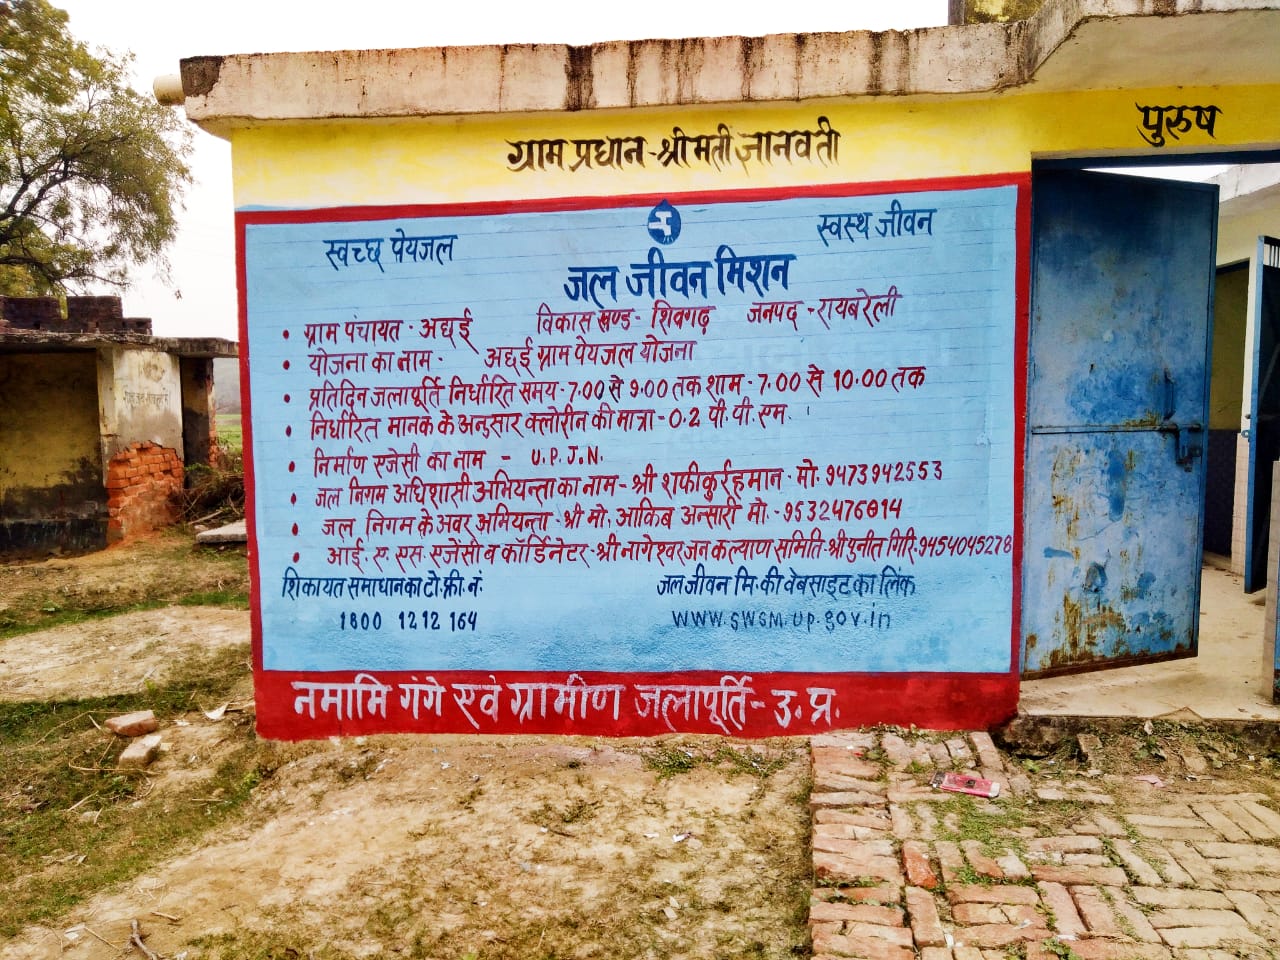 ग्राम प्रधान-श्रीमती ज्ञानवती
पुरुष
स्वच्छ पेयजल
स्वस्थ जीवन
जल जीवन मिशन
• ग्राम पंचायत - अछई विकास खण्ड - शिवगढ़ जनपद - रायबरेली
• योजना का नाम - अछई ग्राम पेयजल योजना
• प्रतिदिन जलापूर्ति निर्धारित समय - 7.00 से 9.00 तक शाम - 7.00 से 10.00 तक
• निर्धारित मानक के अनुसार क्लोरीन की मात्रा - 0.2 पी.पी.एम.
• निर्माण एजेंसी का नाम - U.P.J.N.
• जल निगम अधिशासी अभियन्ता का नाम - श्री शफीकुर्रहमान - मो. 9473942553
• जल निगम के अवर अभियन्ता - श्री मो. आकिब अन्सारी मो. - 9532476014
• आई. ए. एस. एजेंसी व कॉर्डिनेटर - श्री नागेश्वर जन कल्याण समिति - श्री पुनीत गिरि - 9454045278
शिकायत समाधान का टो. फ्री. नं.
1800 1212 164
जल जीवन मि. की वेबसाइट का लिंक
www.swsm.up.gov.in
नमामि गंगे एवं ग्रामीण जलापूर्ति - उ. प्र.